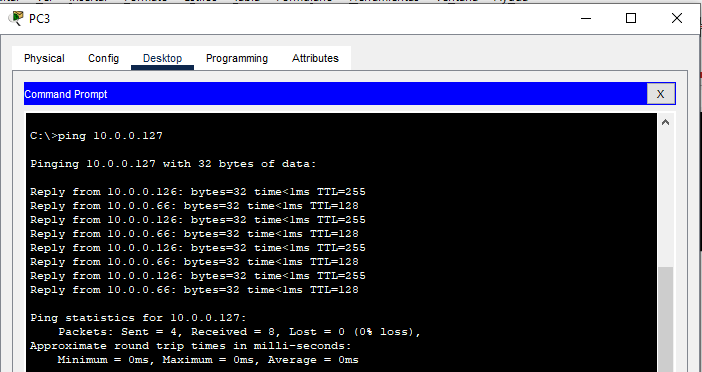 PC3
Physical Config Desktop Programming Attributes
Command Prompt X
C:\>ping 10.0.0.127
Pinging 10.0.0.127 with 32 bytes of data:
Reply from 10.0.0.126: bytes=32 time<1ms TTL=255
Reply from 10.0.0.66: bytes=32 time<1ms TTL=128
Reply from 10.0.0.126: bytes=32 time<1ms TTL=255
Reply from 10.0.0.66: bytes=32 time<1ms TTL=128
Reply from 10.0.0.126: bytes=32 time<1ms TTL=255
Reply from 10.0.0.66: bytes=32 time<1ms TTL=128
Reply from 10.0.0.126: bytes=32 time<1ms TTL=255
Reply from 10.0.0.66: bytes=32 time<1ms TTL=128
Ping statistics for 10.0.0.127:
Packets: Sent = 4, Received = 8, Lost = 0 (0% loss),
Approximate round trip times in milli-seconds:
Minimum = 0ms, Maximum = 0ms, Average = 0ms